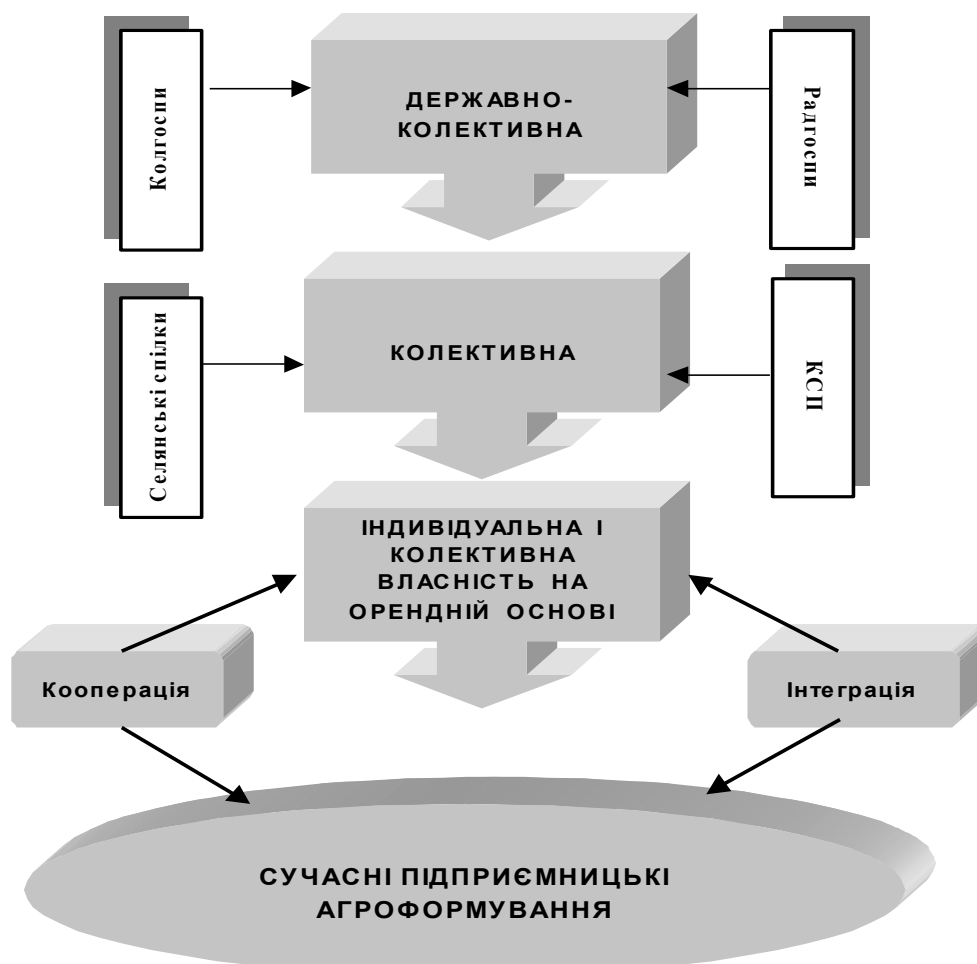 Колгоспи
ДЕРЖАВНО-
КОЛЕКТИВНА
Радгоспи
Селянські спілки
КОЛЕКТИВНА
КСП
ІНДИВІДУАЛЬНА І
КОЛЕКТИВНА
ВЛАСНІСТЬ НА
ОРЕНДНІЙ ОСНОВІ
Кооперація
Інтеграція
СУЧАСНІ ПІДПРИЄМНИЦЬКІ
АГРОФОРМУВАННЯ